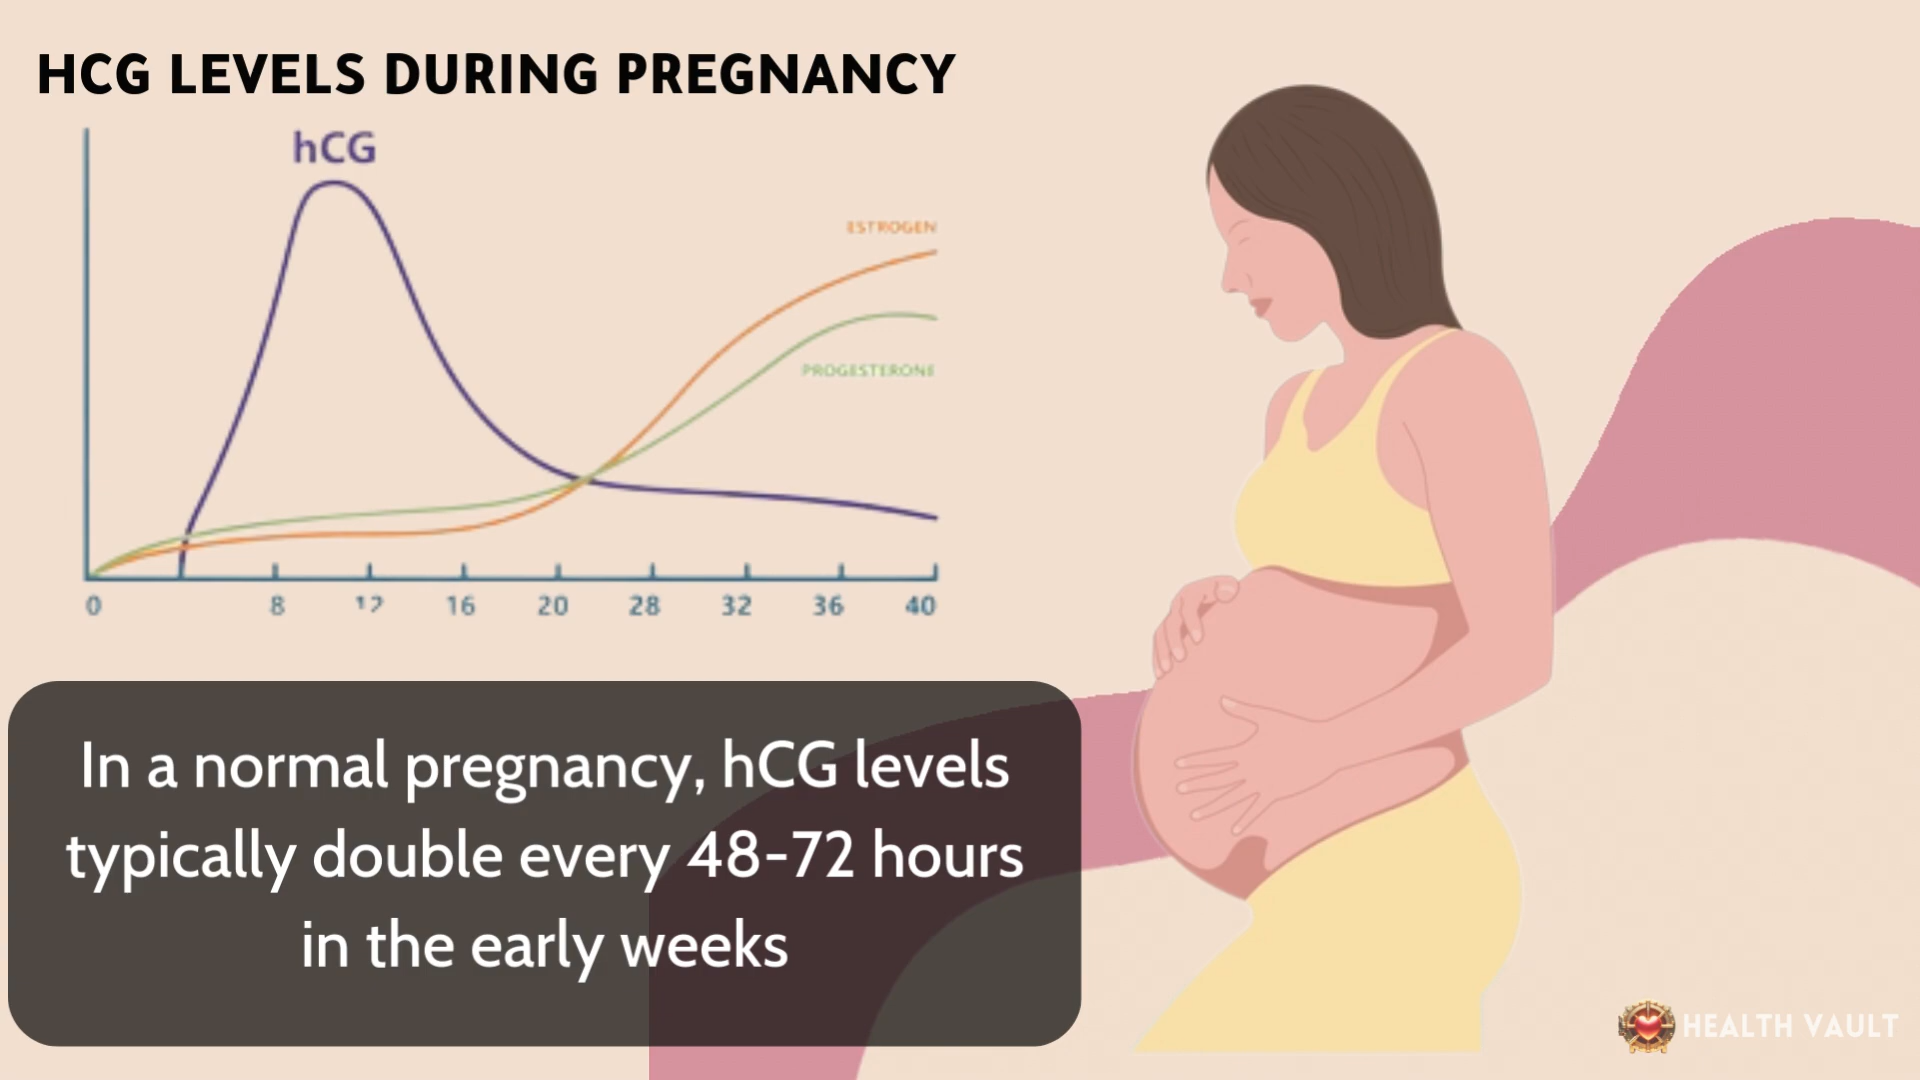 HCG LEVELS DURING PREGNANCY
hCG
ESTROGEN
PROGESTERONE
0 8 12 16 20 28 32 36 40
In a normal pregnancy, hCG levels
typically double every 48-72 hours
in the early weeks
HEALTH VAULT